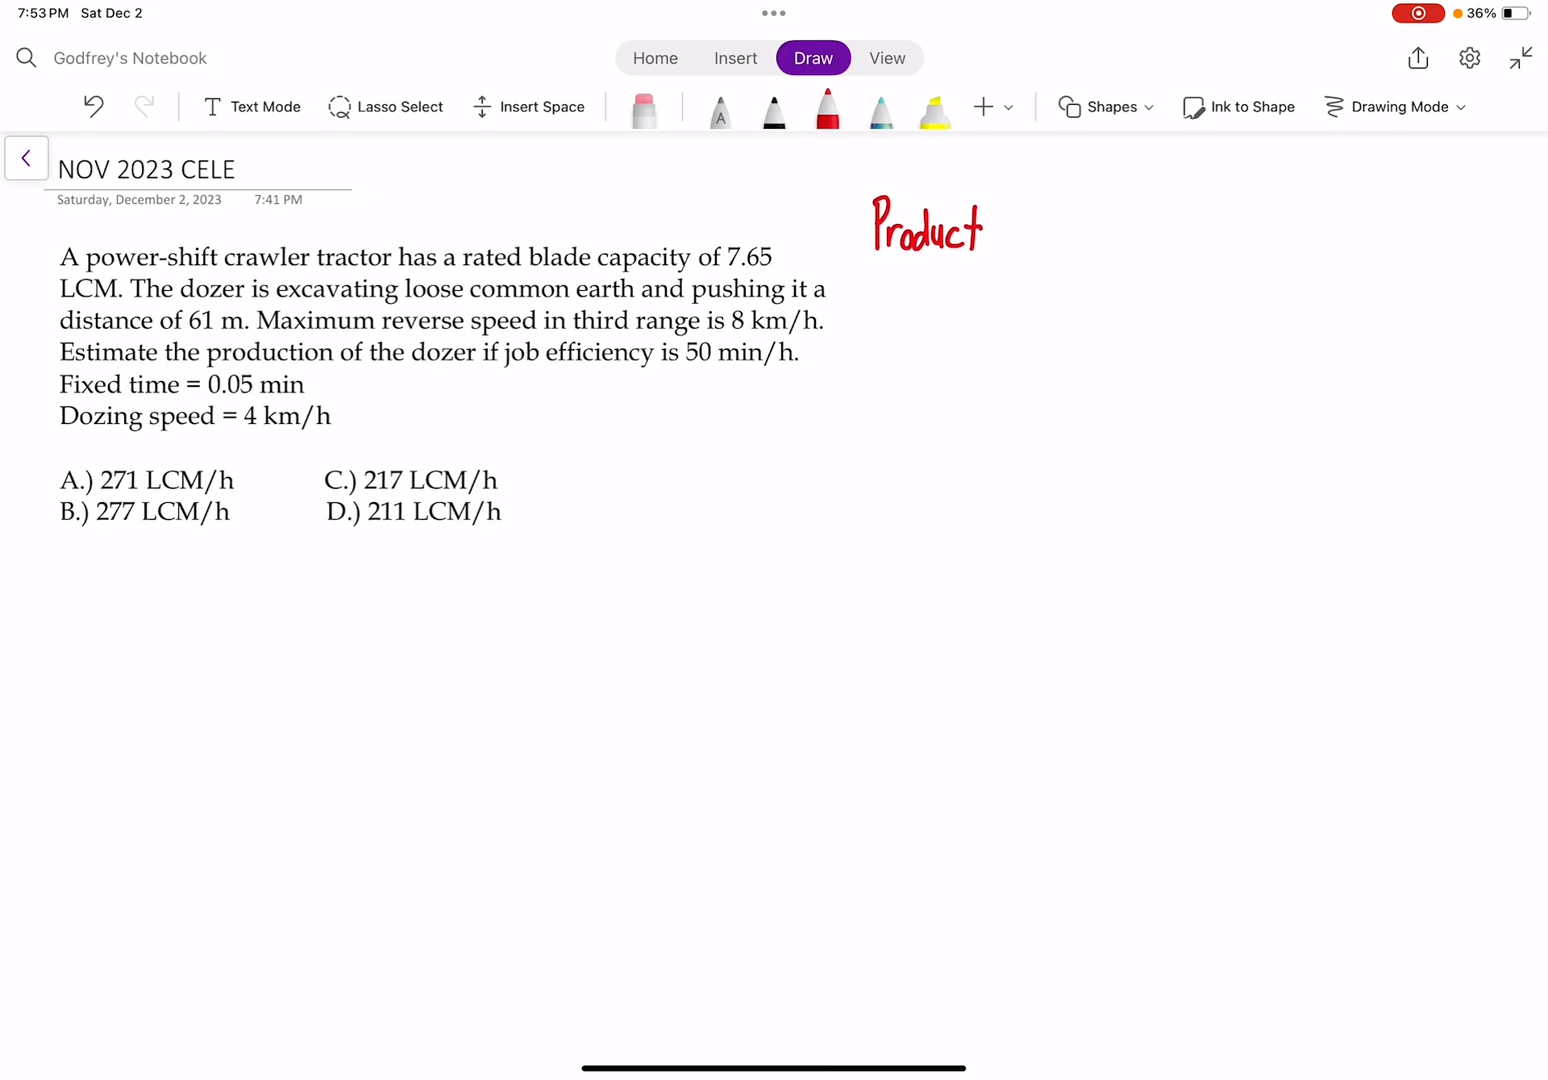 7:53 PM Sat Dec 2
36%
Godfrey's Notebook
Home Insert Draw View
Text Mode Lasso Select Insert Space A Shapes Ink to Shape Drawing Mode
NOV 2023 CELE
Saturday, December 2, 2023 7:41 PM
Product
A power-shift crawler tractor has a rated blade capacity of 7.65
LCM. The dozer is excavating loose common earth and pushing it a
distance of 61 m. Maximum reverse speed in third range is 8 km/h.
Estimate the production of the dozer if job efficiency is 50 min/h.
Fixed time = 0.05 min
Dozing speed = 4 km/h
A.) 271 LCM/h C.) 217 LCM/h
B.) 277 LCM/h D.) 211 LCM/h